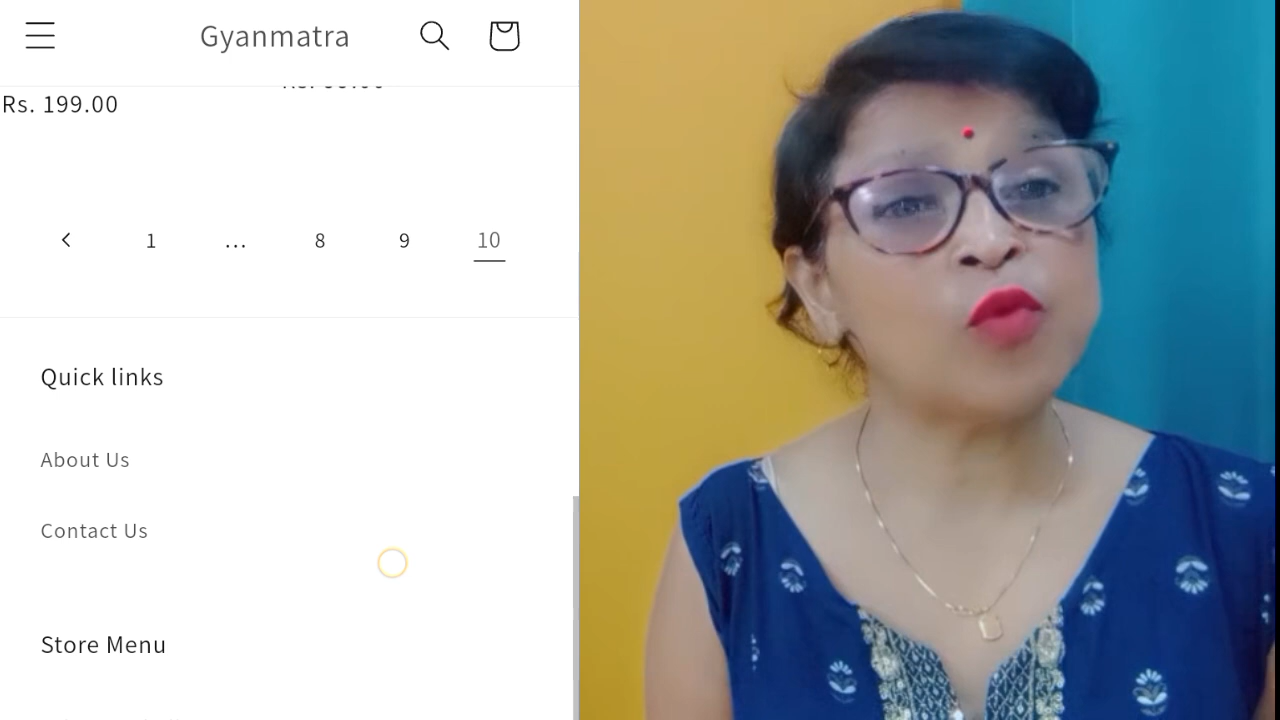 Gyanmatra
Rs. 199.00
1 ... 8 9 10
Quick links
About Us
Contact Us
Store Menu